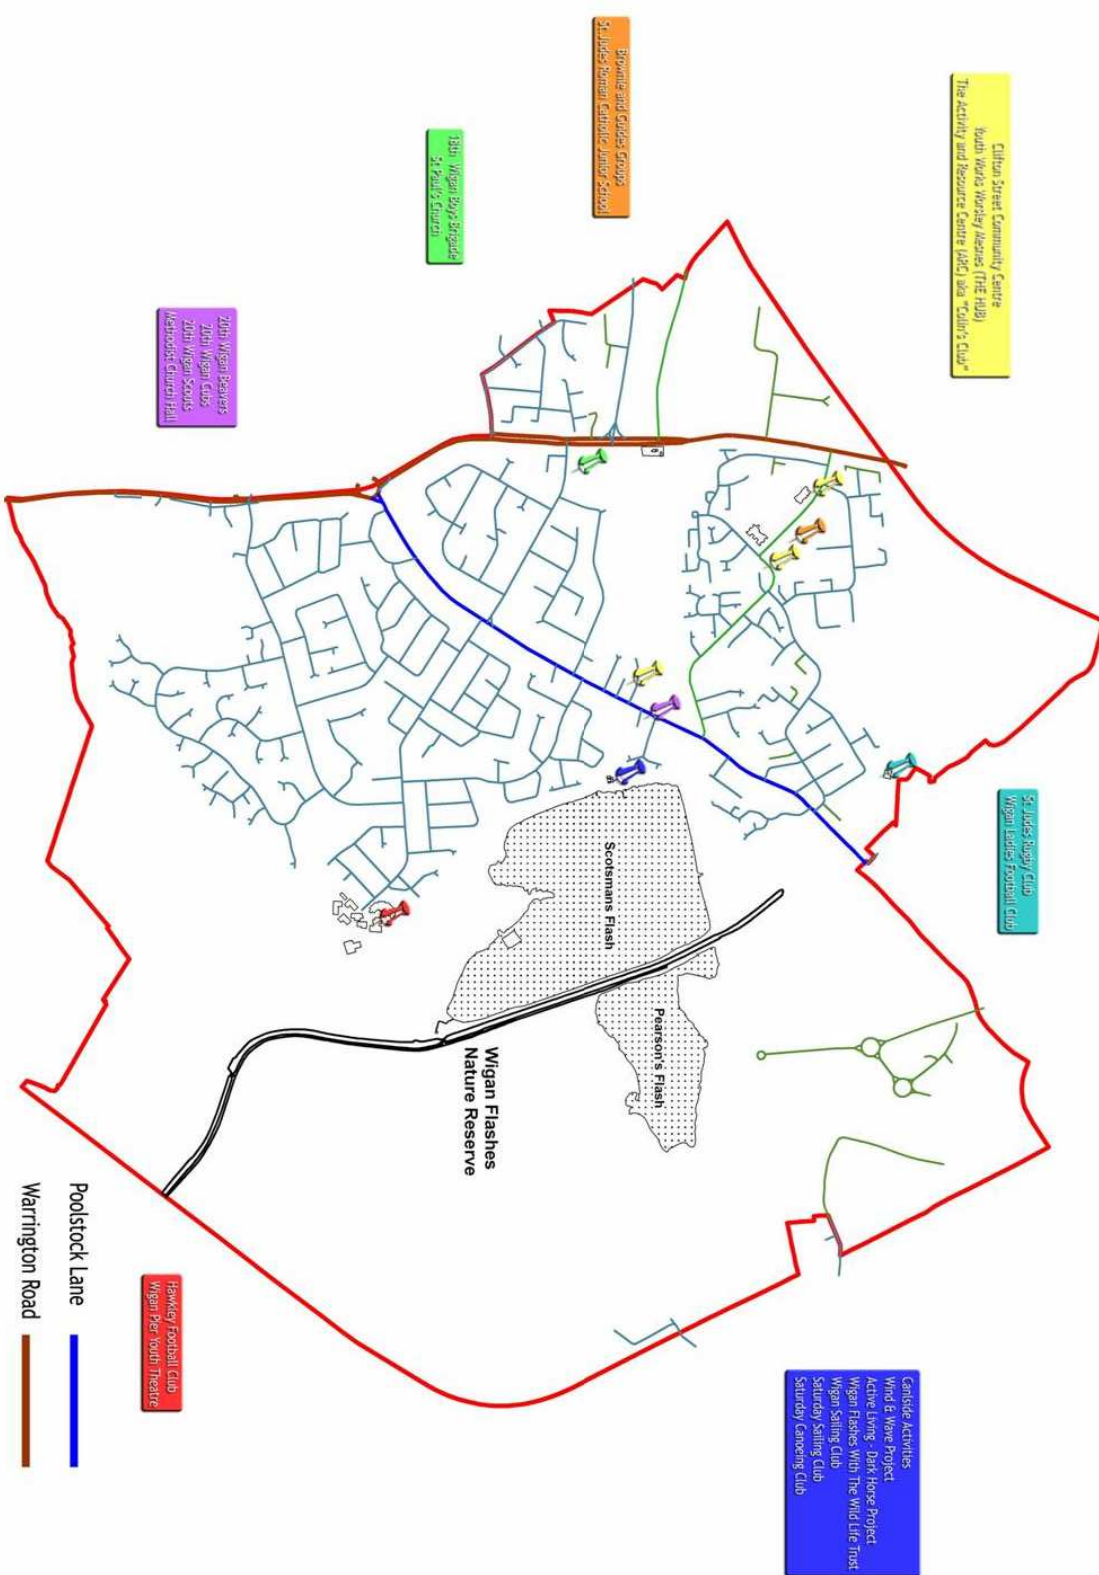 Clifton Street Community Centre
Youth Works Worsley Mesnes (THE HUB)
The Activity and Resource Centre (ARC) aka "Colin's Club"
Brownie and Guides Groups
St. Judes Roman Catholic Junior School
18th Wigan Boys Brigade
St Paul's Church
20th Wigan Beavers
20th Wigan Cubs
20th Wigan Scouts
Methodist Church Hall
St Judes Rugby Club
Wigan Ladies Football Club
Scotsmans Flash
Pearson's Flash
Wigan Flashes
Nature Reserve
Canlside Activities
Wind & Wave Project
Active Living - Dark Horse Project
Wigan Flashes With The Wild Life Trust
Wigan Sailing Club
Saturday Sailing Club
Saturday Canoeing Club
Hawkley Football Club
Wigan Pier Youth Theatre
Poolstock Lane
Warrington Road